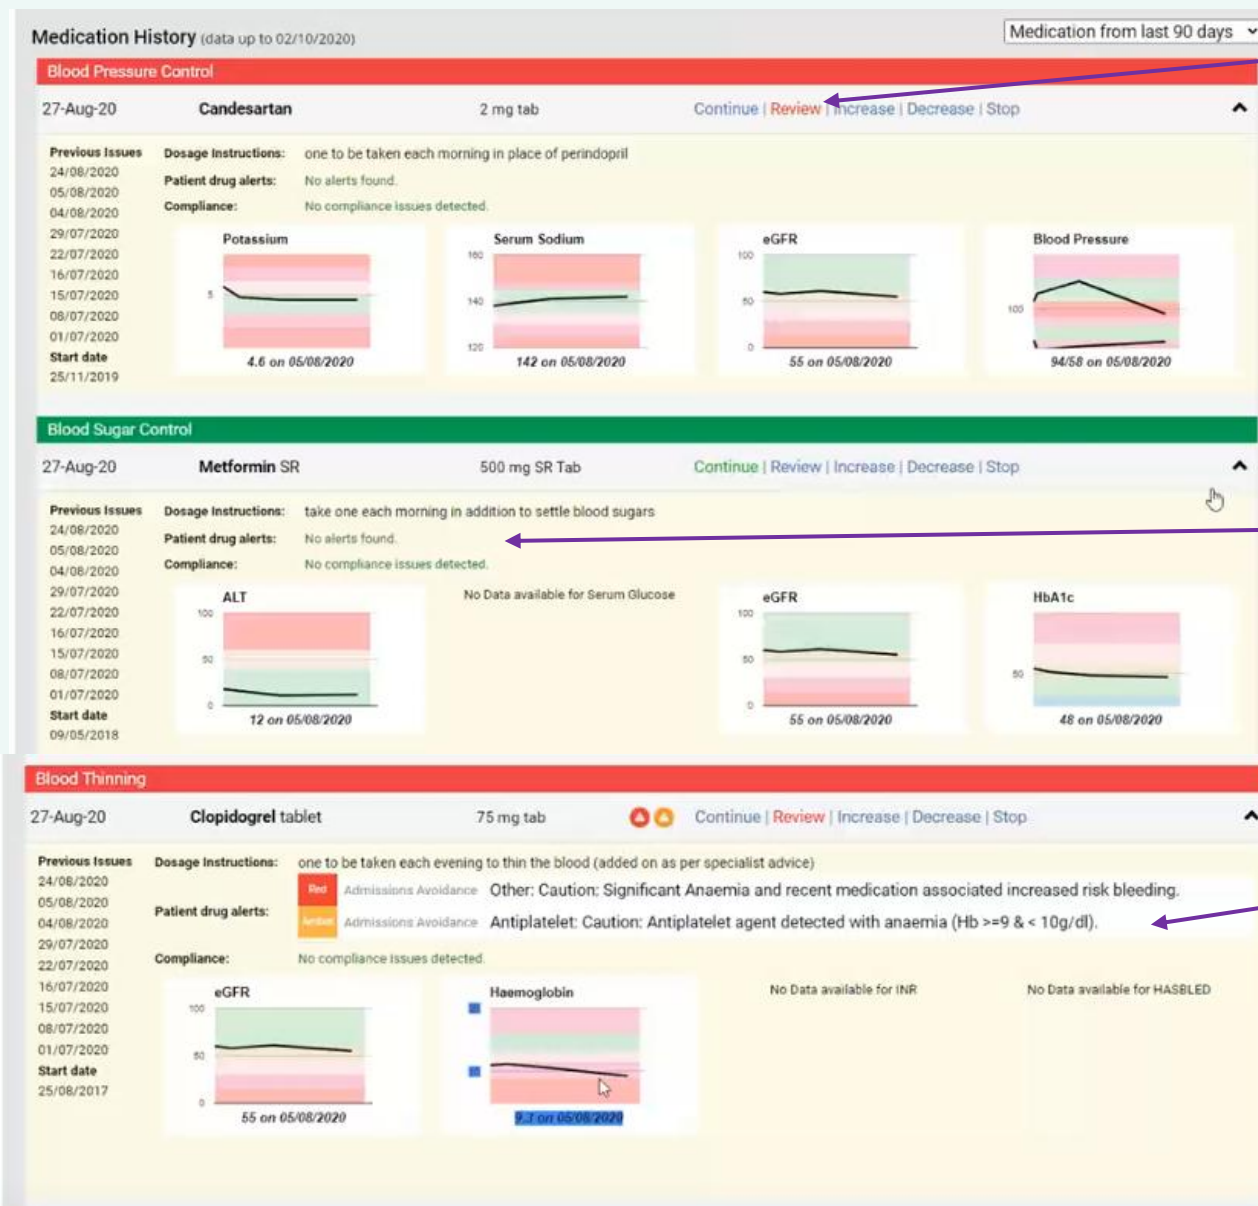 Medication History (data up to 02/10/2020)
Medication from last 90 days
Blood Pressure Control
27-Aug-20 Candesartan 2 mg tab Continue | Review | Increase | Decrease | Stop
Previous Issues
24/08/2020
05/08/2020
04/08/2020
29/07/2020
22/07/2020
16/07/2020
15/07/2020
08/07/2020
01/07/2020
Start date
25/11/2019
Dosage Instructions: one to be taken each morning in place of perindopril
Patient drug alerts: No alerts found.
Compliance: No compliance issues detected.
Potassium
5
4.6 on 05/08/2020
Serum Sodium
160
140
120
142 on 05/08/2020
eGFR
100
50
0
55 on 05/08/2020
Blood Pressure
100
94/58 on 05/08/2020
Blood Sugar Control
27-Aug-20 Metformin SR 500 mg SR Tab Continue | Review | Increase | Decrease | Stop
Previous Issues
24/08/2020
05/08/2020
04/08/2020
29/07/2020
22/07/2020
16/07/2020
15/07/2020
08/07/2020
01/07/2020
Start date
09/05/2018
Dosage Instructions: take one each morning in addition to settle blood sugars
Patient drug alerts: No alerts found.
Compliance: No compliance issues detected.
ALT
100
50
0
12 on 05/08/2020
No Data available for Serum Glucose
eGFR
100
50
0
55 on 05/08/2020
HbA1c
50
48 on 05/08/2020
Blood Thinning
27-Aug-20 Clopidogrel tablet 75 mg tab Continue | Review | Increase | Decrease | Stop
Previous Issues
24/08/2020
05/08/2020
04/08/2020
29/07/2020
22/07/2020
16/07/2020
15/07/2020
08/07/2020
01/07/2020
Start date
25/08/2017
Dosage Instructions: one to be taken each evening to thin the blood (added on as per specialist advice)
Patient drug alerts:
Red Admissions Avoidance Other: Caution: Significant Anaemia and recent medication associated increased risk bleeding.
Admissions Avoidance Antiplatelet: Caution: Antiplatelet agent detected with anaemia (Hb >=9 & < 10g/dl).
Compliance: No compliance issues detected.
eGFR
100
50
0
55 on 05/08/2020
Haemoglobin
on 05/08/2020
No Data available for INR
No Data available for HASBLED